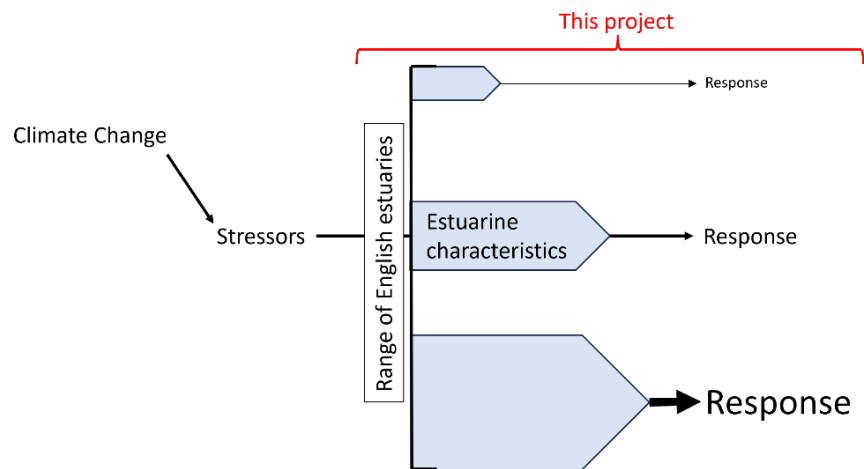 This project
Response
Climate Change
Stressors
Range of English estuaries
Estuarine
characteristics
Response
Response